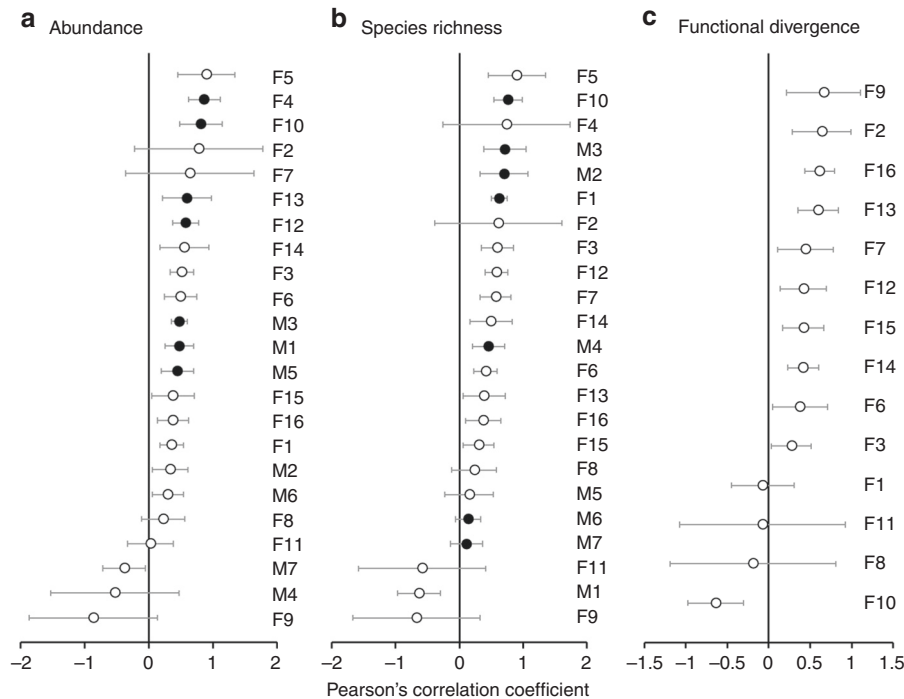 a Abundance
F5
F4
F10
F2
F7
F13
F12
F14
F3
F6
M3
M1
M5
F15
F16
F1
M2
M6
F8
F11
M7
M4
F9
−2 −1 0 1 2
b Species richness
F5
F10
F4
M3
M2
F1
F2
F3
F12
F7
F14
M4
F6
F13
F16
F15
F8
M5
M6
M7
F11
M1
F9
−2 −1 0 1 2
c Functional divergence
F9
F2
F16
F13
F7
F12
F15
F14
F6
F3
F1
F11
F8
F10
−1.5 −1 −0.5 0 0.5 1 1.5
Pearson's correlation coefficient